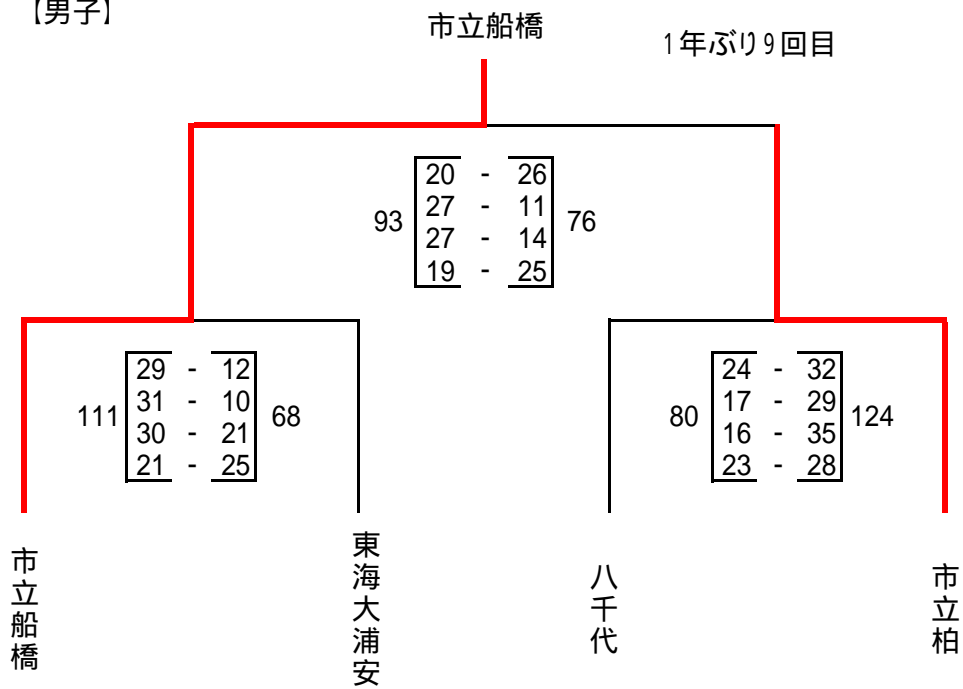 【男子】
市立船橋
1年ぶり9回目
93 20 - 26 76
27 - 11
27 - 14
19 - 25
111 29 - 12 68
31 - 10
30 - 21
21 - 25
80 24 - 32 124
17 - 29
16 - 35
23 - 28
市立船橋
東海大浦安
八千代
市立柏